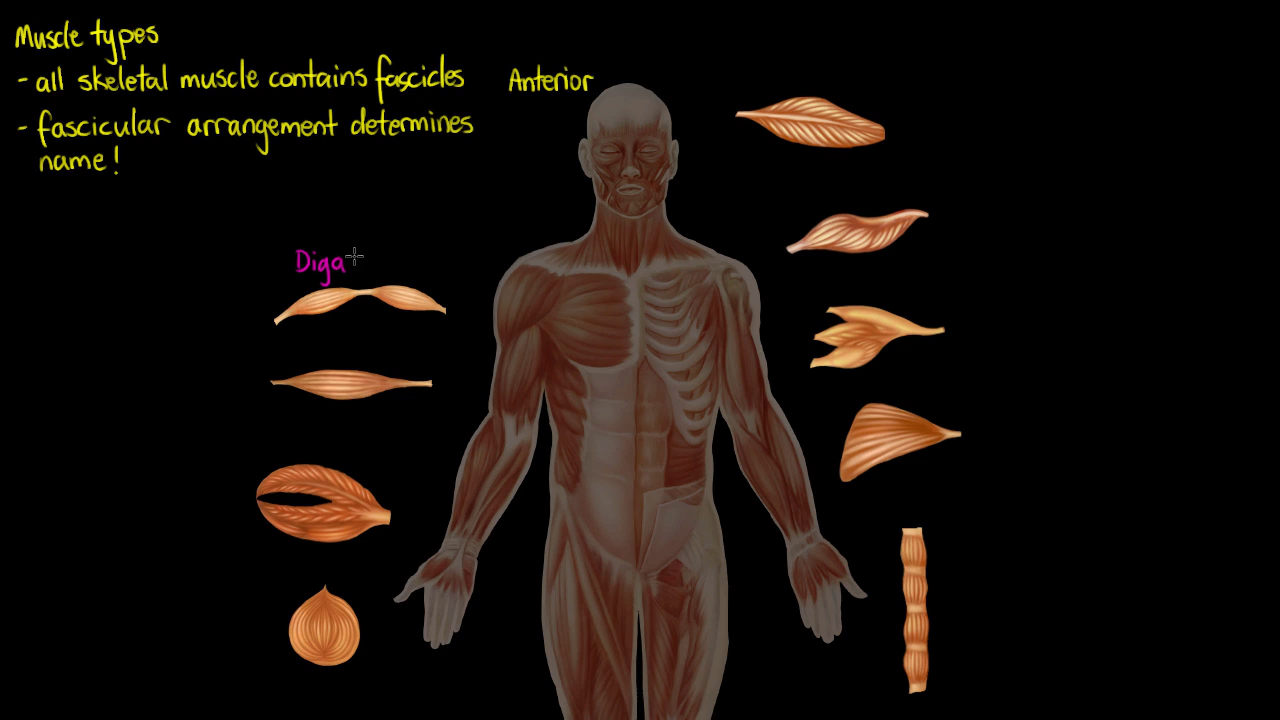 Muscle types
- all skeletal muscle contains fascicles
Anterior
- fascicular arrangement determines
name!
Diga